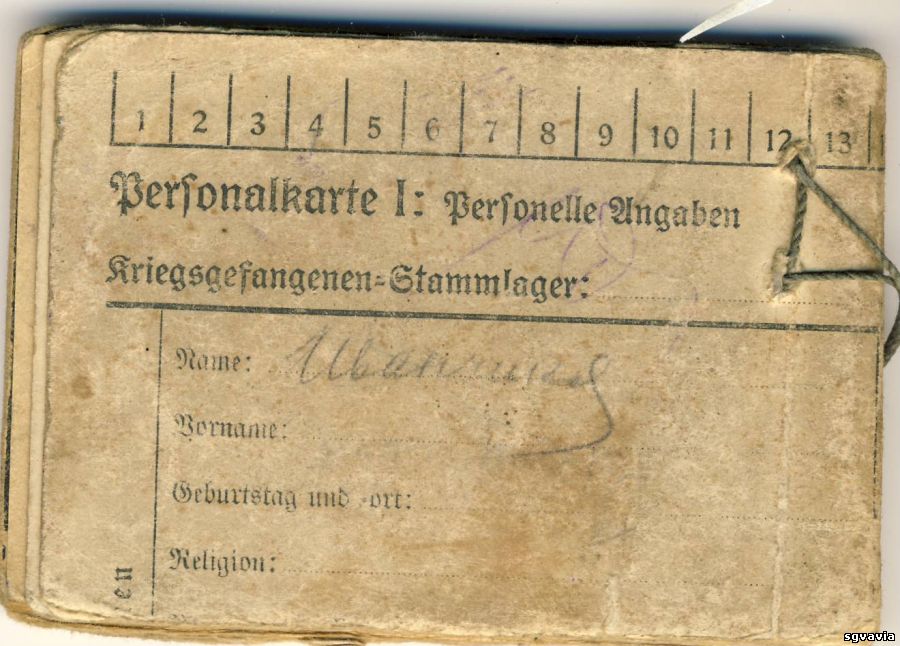 1 2 3 4 5 6 7 8 9 10 11 12 13
Personalkarte I: Personelle Angaben
Kriegsgefangenen-Stammlager:
Name:
Vorname:
Geburtstag und -ort:
Religion:
en
sgvavia